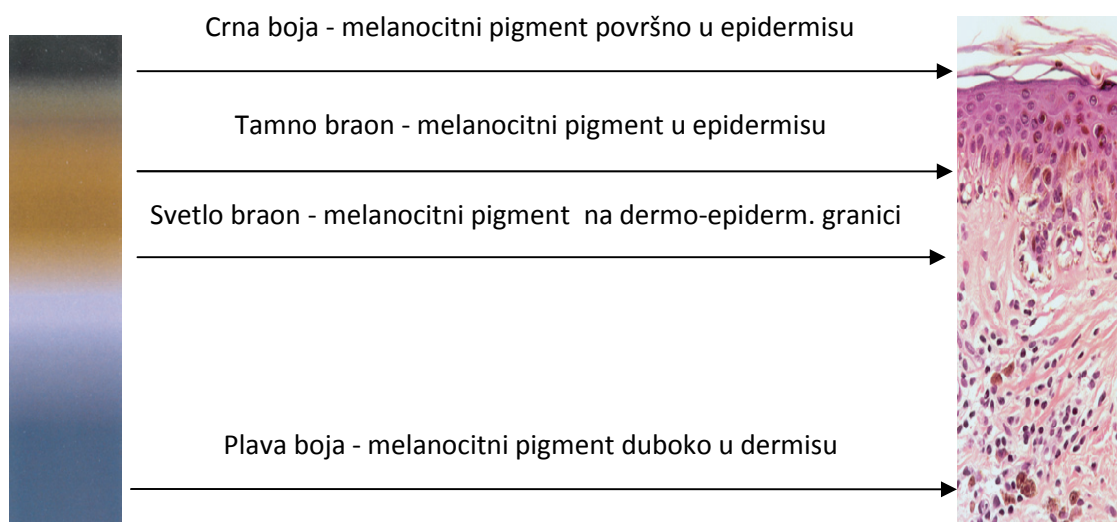 Crna boja - melanocitni pigment površno u epidermisu
Tamno braon - melanocitni pigment u epidermisu
Svetlo braon - melanocitni pigment  na dermo-epiderm. granici
Plava boja - melanocitni pigment duboko u dermisu